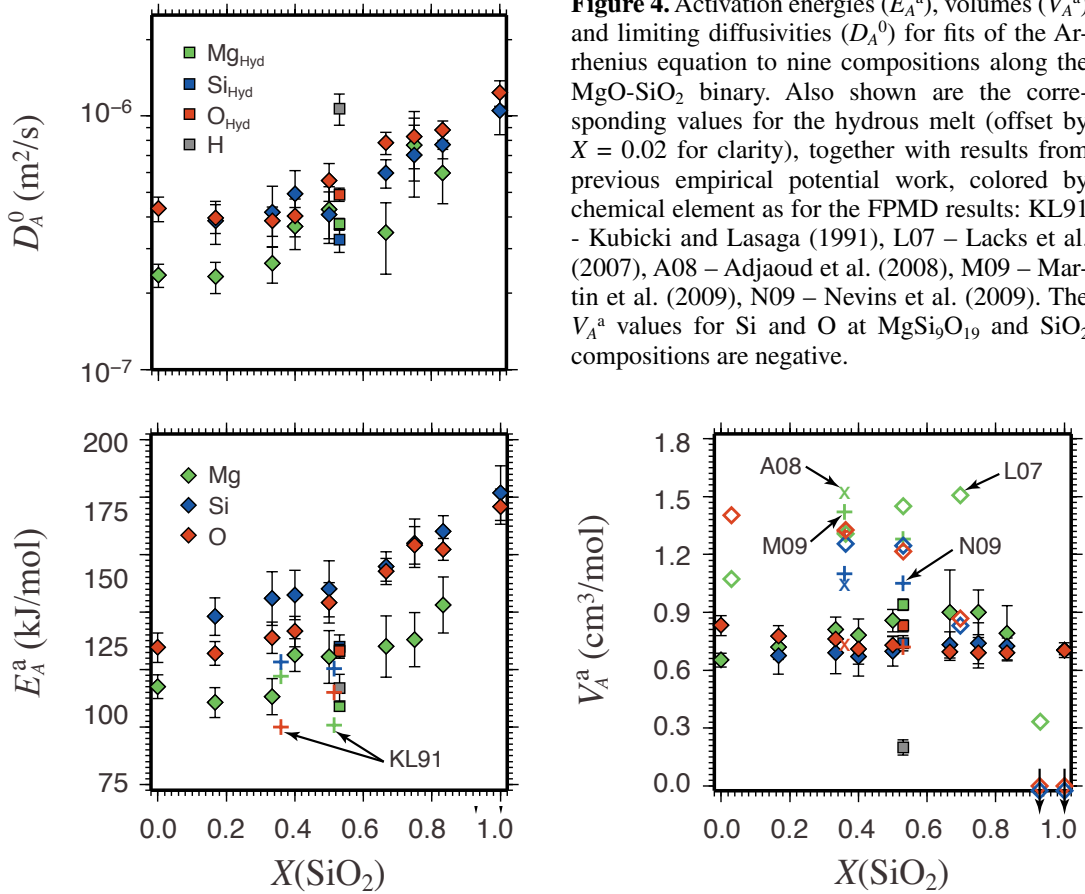 Figure 4. Activation energies (E_A^a), volumes (V_A^a)
and limiting diffusivities (D_A^0) for fits of the Ar-
rhenius equation to nine compositions along the
MgO-SiO2 binary. Also shown are the corre-
sponding values for the hydrous melt (offset by
X = 0.02 for clarity), together with results from
previous empirical potential work, colored by
chemical element as for the FPMD results: KL91
- Kubicki and Lasaga (1991), L07 – Lacks et al.
(2007), A08 – Adjaoud et al. (2008), M09 – Mar-
tin et al. (2009), N09 – Nevins et al. (2009). The
V_A^a values for Si and O at MgSi9O19 and SiO2
compositions are negative.
D_A^0 (m²/s)
10⁻⁶
10⁻⁷
Mg_Hyd
Si_Hyd
O_Hyd
H
E_A^a (kJ/mol)
200
175
150
125
100
75
Mg
Si
O
KL91
0.0 0.2 0.4 0.6 0.8 1.0
X(SiO2)
V_A^a (cm³/mol)
1.8
1.5
1.2
0.9
0.6
0.3
0.0
A08
L07
M09
N09
0.0 0.2 0.4 0.6 0.8 1.0
X(SiO2)